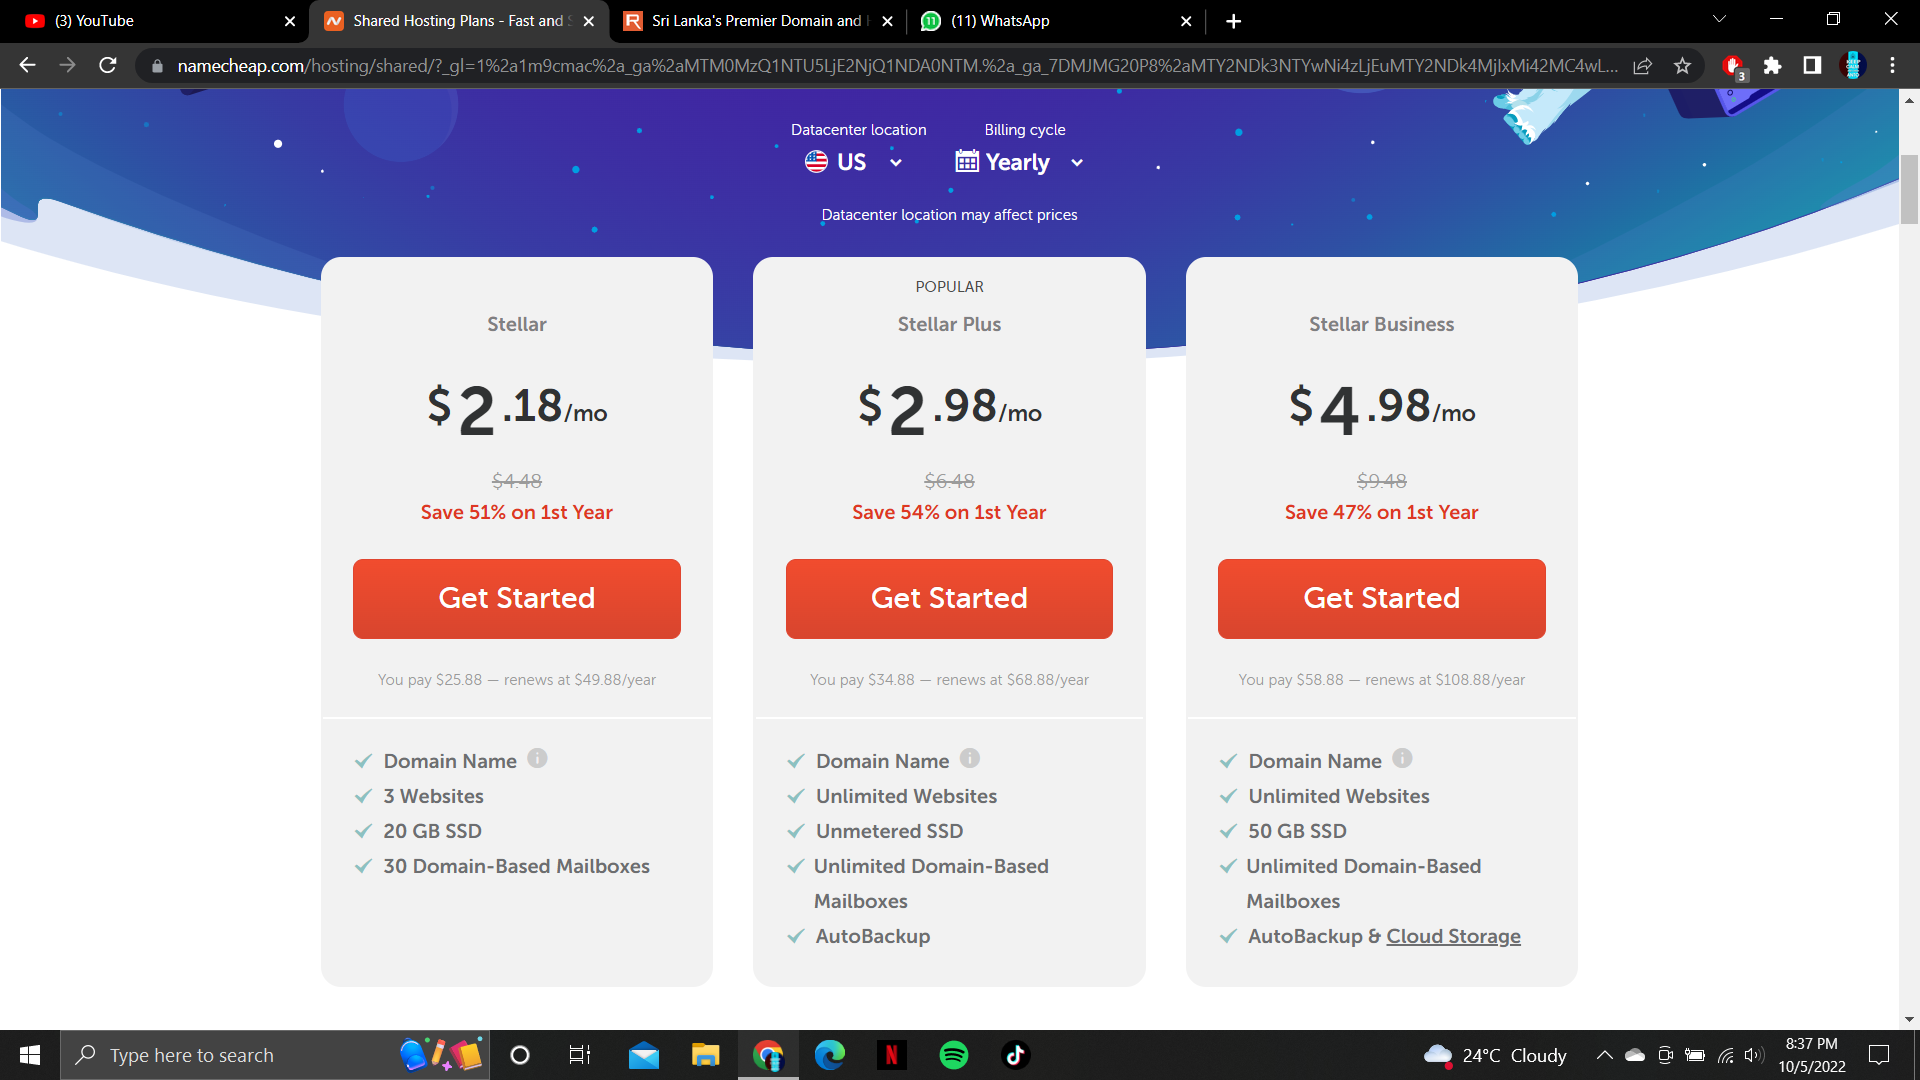 (3) YouTube
Shared Hosting Plans - Fast and
Sri Lanka's Premier Domain and
(11) WhatsApp
namecheap.com/hosting/shared/?_gl=1%2a1m9cmac%2a_ga%2aMTM0MzQ1NTU5LjE2NjQ1NDA0NTM.%2a_ga_7DMJMG20P8%2aMTY2NDk3NTYwNi4zLjEuMTY2NDk4MjIxMi42MC4wL...
3
Datacenter location
Billing cycle
US
Yearly
Datacenter location may affect prices
Stellar
$2.18/mo
$4.48
Save 51% on 1st Year
Get Started
You pay $25.88 — renews at $49.88/year
Domain Name
3 Websites
20 GB SSD
30 Domain-Based Mailboxes
POPULAR
Stellar Plus
$2.98/mo
$6.48
Save 54% on 1st Year
Get Started
You pay $34.88 — renews at $68.88/year
Domain Name
Unlimited Websites
Unmetered SSD
Unlimited Domain-Based
Mailboxes
AutoBackup
Stellar Business
$4.98/mo
$9.48
Save 47% on 1st Year
Get Started
You pay $58.88 — renews at $108.88/year
Domain Name
Unlimited Websites
50 GB SSD
Unlimited Domain-Based
Mailboxes
AutoBackup & Cloud Storage
Type here to search
24°C Cloudy
8:37 PM
10/5/2022